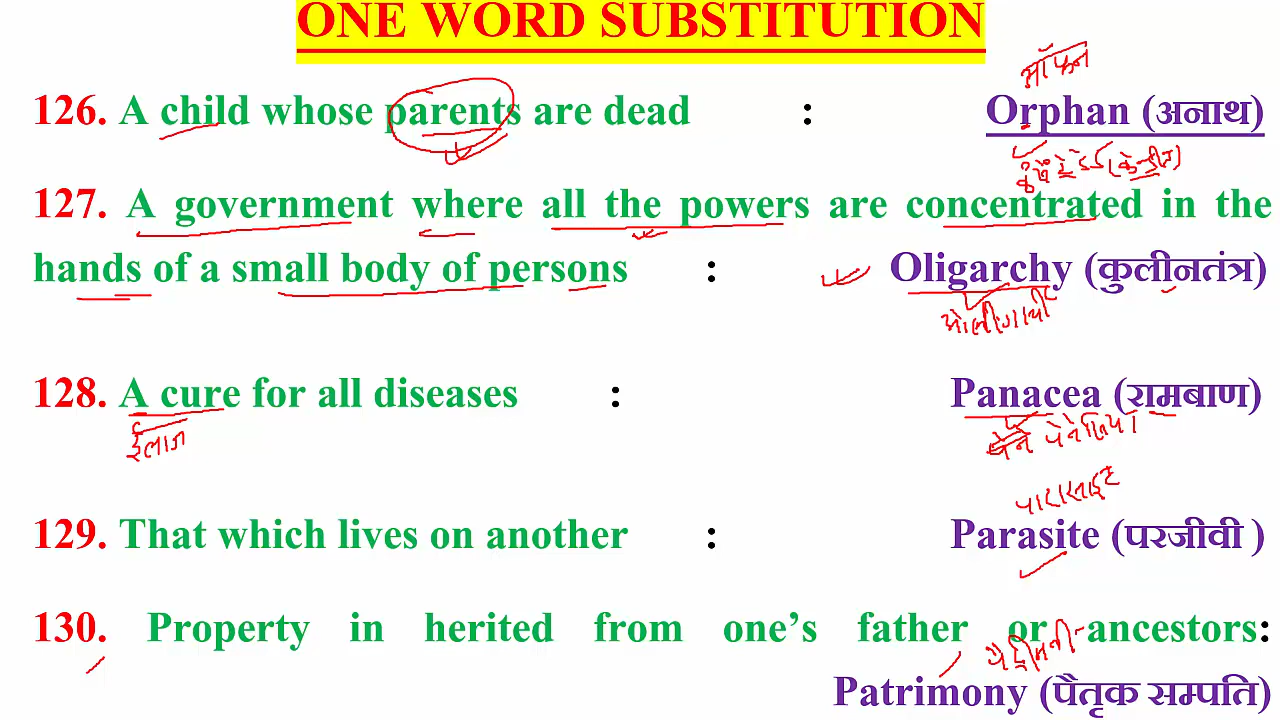 ONE WORD SUBSTITUTION
ऑफन
126. A child whose parents are dead : Orphan (अनाथ)
127. A government where all the powers are concentrated in the
hands of a small body of persons : Oligarchy (कुलीनतंत्र)
128. A cure for all diseases : Panacea (रामबाण)
ईलाज
129. That which lives on another : Parasite (परजीवी )
130. Property in herited from one’s father or ancestors:
Patrimony (पैतृक सम्पति)